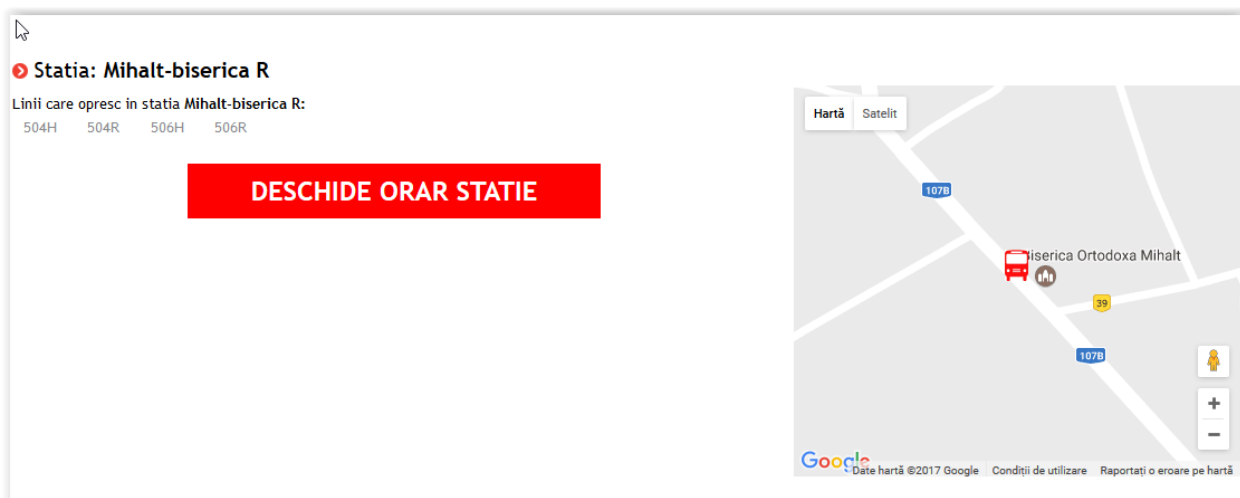 Statia: Mihalt-biserica R
Linii care opresc in statia Mihalt-biserica R:
504H 504R 506H 506R
DESCHIDE ORAR STATIE
Hartă Satelit
107B
iserica Ortodoxa Mihalt
39
107B
Google
Date hartă ©2017 Google Condiții de utilizare Raportați o eroare pe hartă